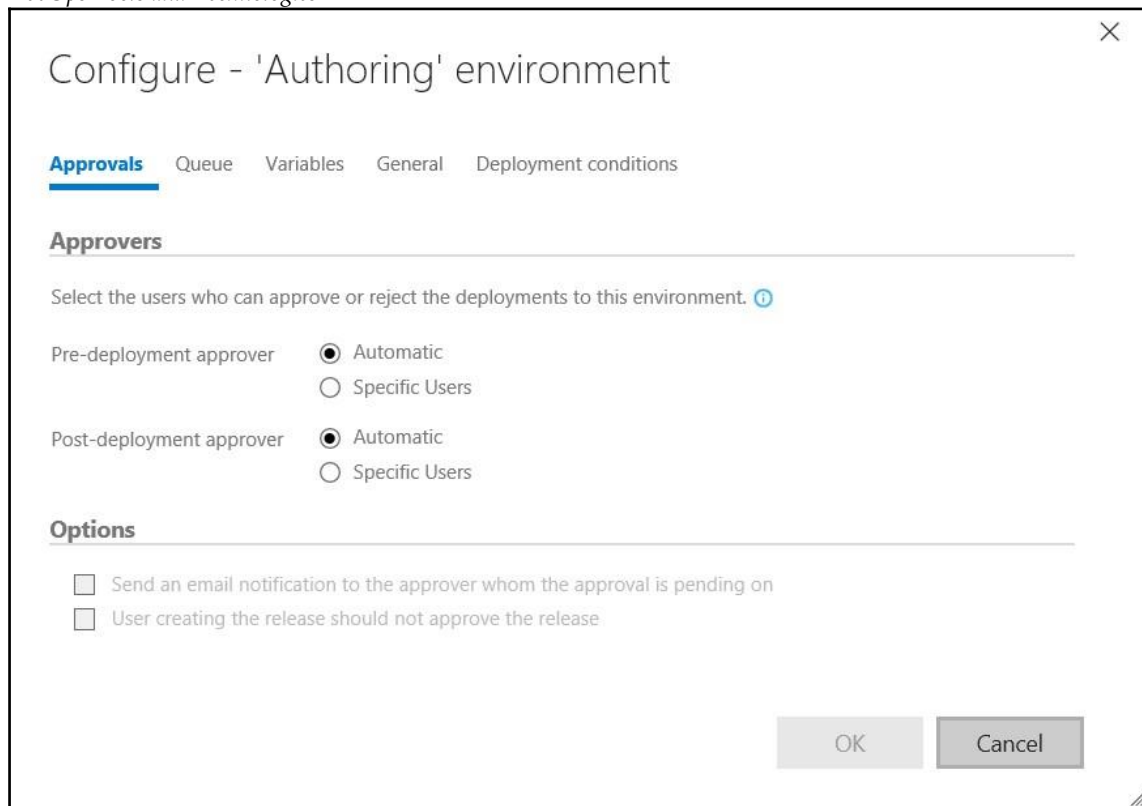 Configure - 'Authoring' environment
Approvals Queue Variables General Deployment conditions
Approvers
Select the users who can approve or reject the deployments to this environment.
Pre-deployment approver Automatic
Specific Users
Post-deployment approver Automatic
Specific Users
Options
Send an email notification to the approver whom the approval is pending on
User creating the release should not approve the release
OK Cancel